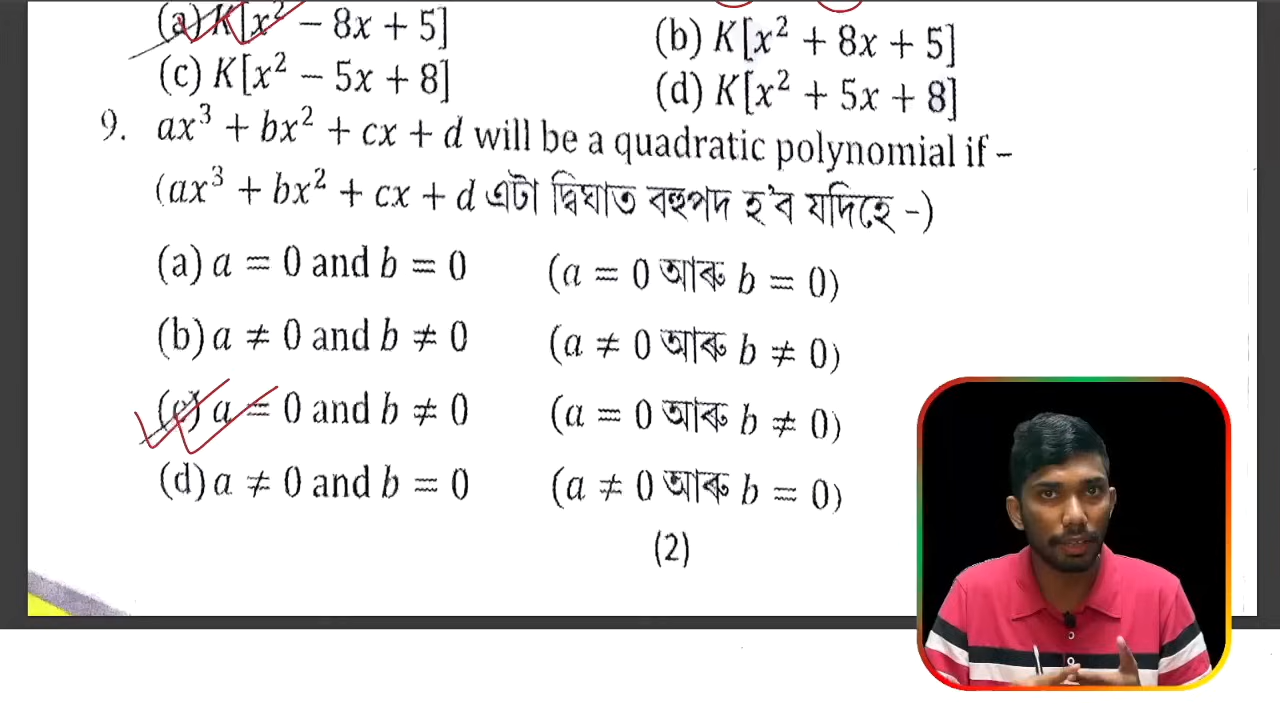 (a) K[x² − 8x + 5]
(b) K[x² + 8x + 5]
(c) K[x² − 5x + 8]
(d) K[x² + 5x + 8]
9. ax³ + bx² + cx + d will be a quadratic polynomial if –
(ax³ + bx² + cx + d এটা দ্বিঘাত বহুপদ হ'ব যদিহে -)
(a) a = 0 and b = 0 (a = 0 আৰু b = 0)
(b) a ≠ 0 and b ≠ 0 (a ≠ 0 আৰু b ≠ 0)
(c) a = 0 and b ≠ 0 (a = 0 আৰু b ≠ 0)
(d) a ≠ 0 and b = 0 (a ≠ 0 আৰু b = 0)
(2)